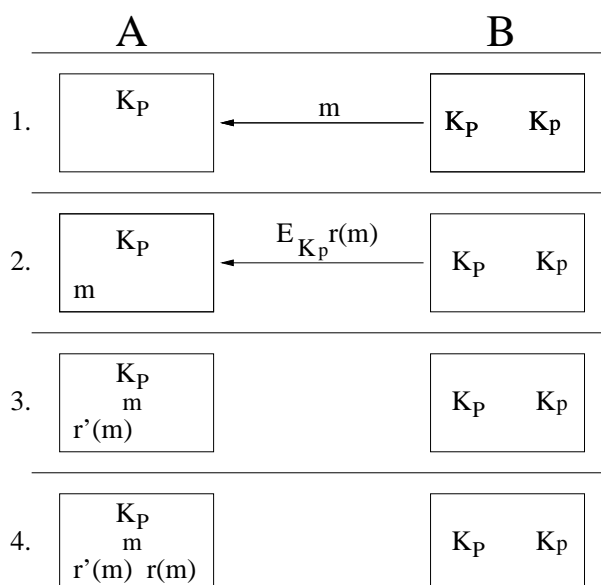 A B
1. K_P m K_P K_p
2. K_P m E_{K_p} r(m) K_P K_p
3. K_P m r’(m) K_P K_p
4. K_P m r’(m) r(m) K_P K_p